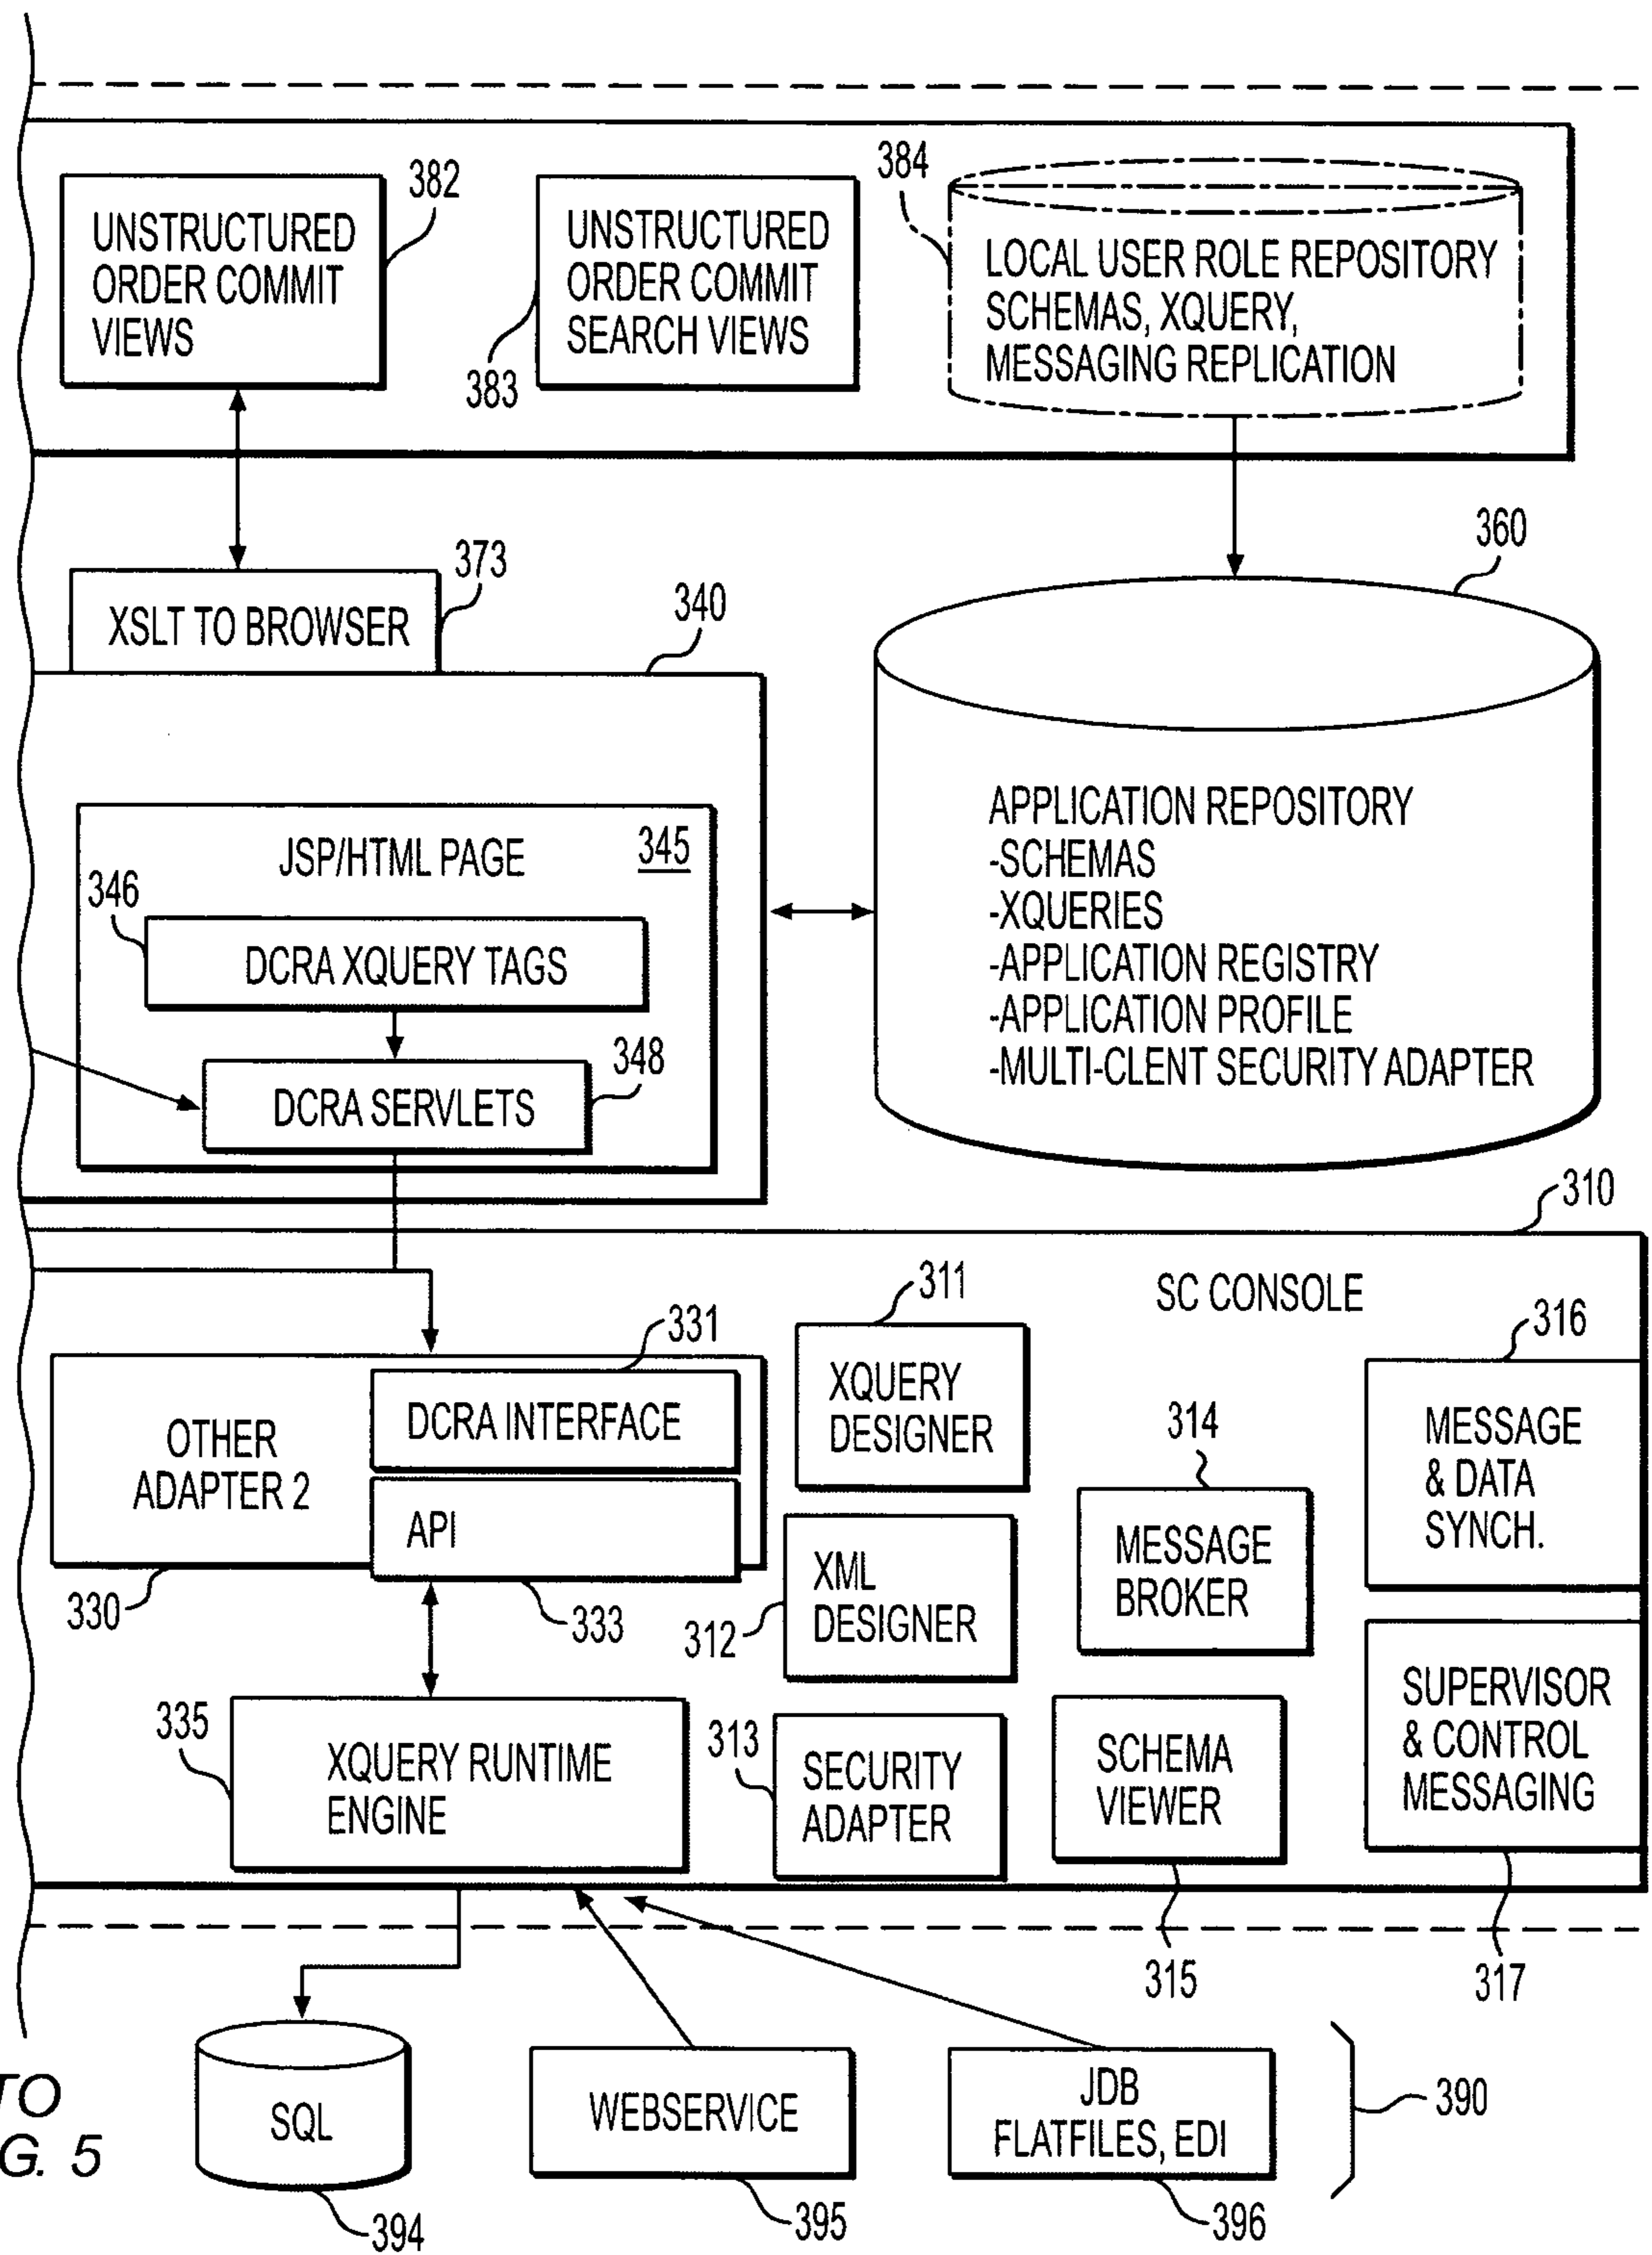 382
UNSTRUCTURED
ORDER COMMIT
VIEWS
UNSTRUCTURED
ORDER COMMIT
SEARCH VIEWS
383
384
LOCAL USER ROLE REPOSITORY
SCHEMAS, XQUERY,
MESSAGING REPLICATION
373
XSLT TO BROWSER
340
360
JSP/HTML PAGE
345
346
DCRA XQUERY TAGS
348
DCRA SERVLETS
APPLICATION REPOSITORY
-SCHEMAS
-XQUERIES
-APPLICATION REGISTRY
-APPLICATION PROFILE
-MULTI-CLENT SECURITY ADAPTER
310
SC CONSOLE
331
OTHER
ADAPTER 2
DCRA INTERFACE
API
330
333
311
XQUERY
DESIGNER
312
XML
DESIGNER
314
MESSAGE
BROKER
316
MESSAGE
& DATA
SYNCH.
335
XQUERY RUNTIME
ENGINE
313
SECURITY
ADAPTER
SCHEMA
VIEWER
SUPERVISOR
& CONTROL
MESSAGING
315
317
TO
G. 5
SQL
394
WEBSERVICE
395
JDB
FLATFILES, EDI
396
390